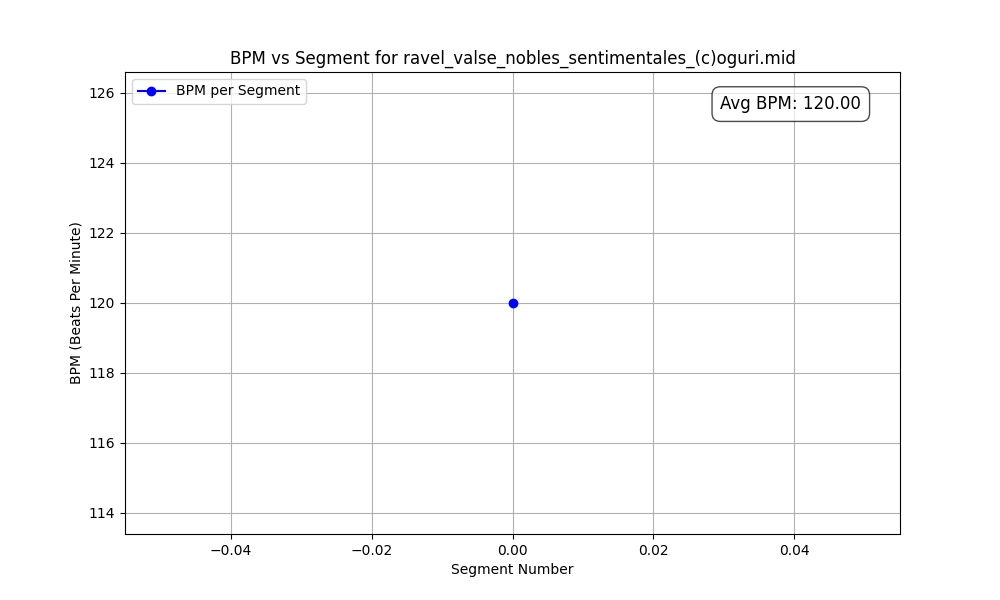 BPM vs Segment for ravel_valse_nobles_sentimentales_(c)oguri.mid
BPM per Segment
Avg BPM: 120.00
126
124
122
120
118
116
114
BPM (Beats Per Minute)
−0.04
−0.02
0.00
0.02
0.04
Segment Number